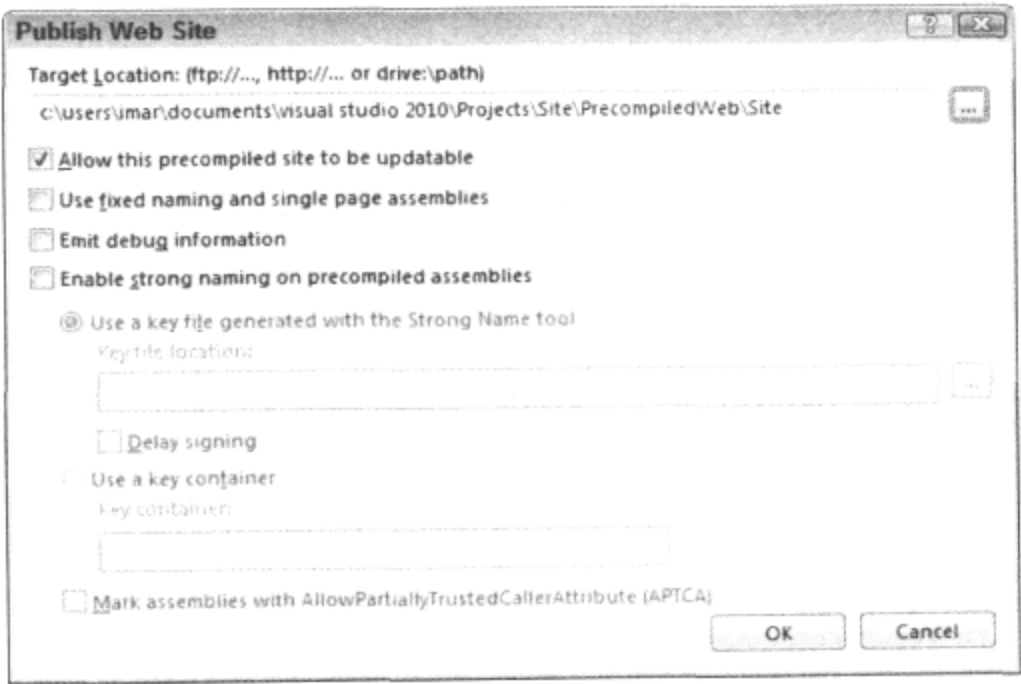 Publish Web Site
Target Location: (ftp://..., http://... or drive:\path)
c:\users\imar\documents\visual studio 2010\Projects\Site\PrecompiledWeb\Site
...
Allow this precompiled site to be updatable
Use fixed naming and single page assemblies
Emit debug information
Enable strong naming on precompiled assemblies
Use a key file generated with the Strong Name tool
Key file location:
...
Delay signing
Use a key container
Key container:
Mark assemblies with AllowPartiallyTrustedCallerAttribute (APTCA)
OK Cancel